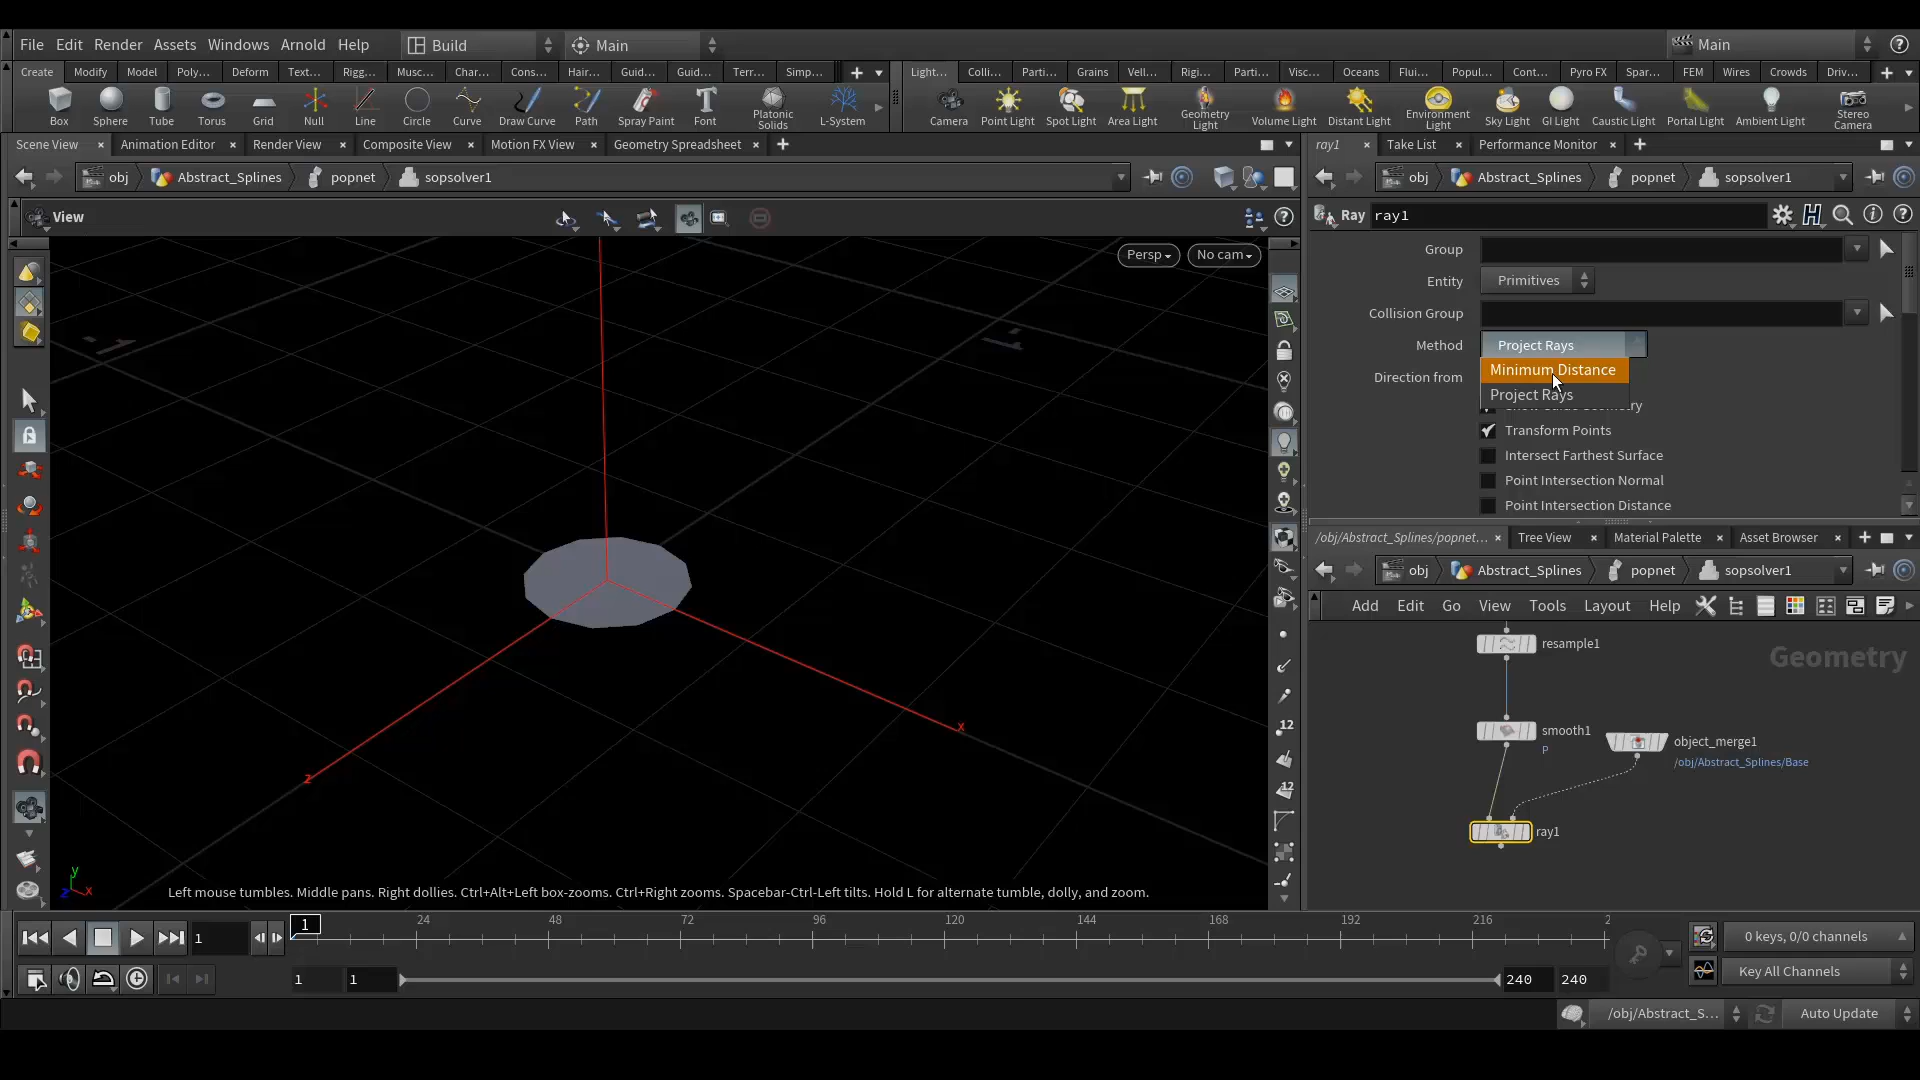 File Edit Render Assets Windows Arnold Help Build Main Main
Create Modify Model Poly... Deform Text... Rigg... Musc... Char... Cons... Hair... Guid... Guid... Terr... Simp... Light... Colli... Parti... Grains Vell... Rigi... Parti... Visc... Oceans Flui... Popul... Cont... Pyro FX Spar... FEM Wires Crowds Driv...
Box Sphere Tube Torus Grid Null Line Circle Curve Draw Curve Path Spray Paint Font Platonic Solids L-System Camera Point Light Spot Light Area Light Geometry Light Volume Light Distant Light Environment Light Sky Light GI Light Caustic Light Portal Light Ambient Light Stereo Camera
Scene View Animation Editor Render View Composite View Motion FX View Geometry Spreadsheet ray1 Take List Performance Monitor
obj Abstract_Splines popnet sopsolver1 obj Abstract_Splines popnet sopsolver1
View
Ray ray1
Persp No cam
Group
Entity Primitives
Collision Group
Method Project Rays
Minimum Distance
Direction from
Project Rays
Transform Points
Intersect Farthest Surface
Point Intersection Normal
Point Intersection Distance
/obj/Abstract_Splines/popnet... Tree View Material Palette Asset Browser
obj Abstract_Splines popnet sopsolver1
Add Edit Go View Tools Layout Help
resample1
Geometry
smooth1
P
object_merge1
/obj/Abstract_Splines/Base
ray1
x
z
12
12
y
z x
Left mouse tumbles. Middle pans. Right dollies. Ctrl+Alt+Left box-zooms. Ctrl+Right zooms. Spacebar-Ctrl-Left tilts. Hold L for alternate tumble, dolly, and zoom.
1 1 24 48 72 96 120 144 168 192 216 2
0 keys, 0/0 channels
1 1 240 240 Key All Channels
/obj/Abstract_S... Auto Update